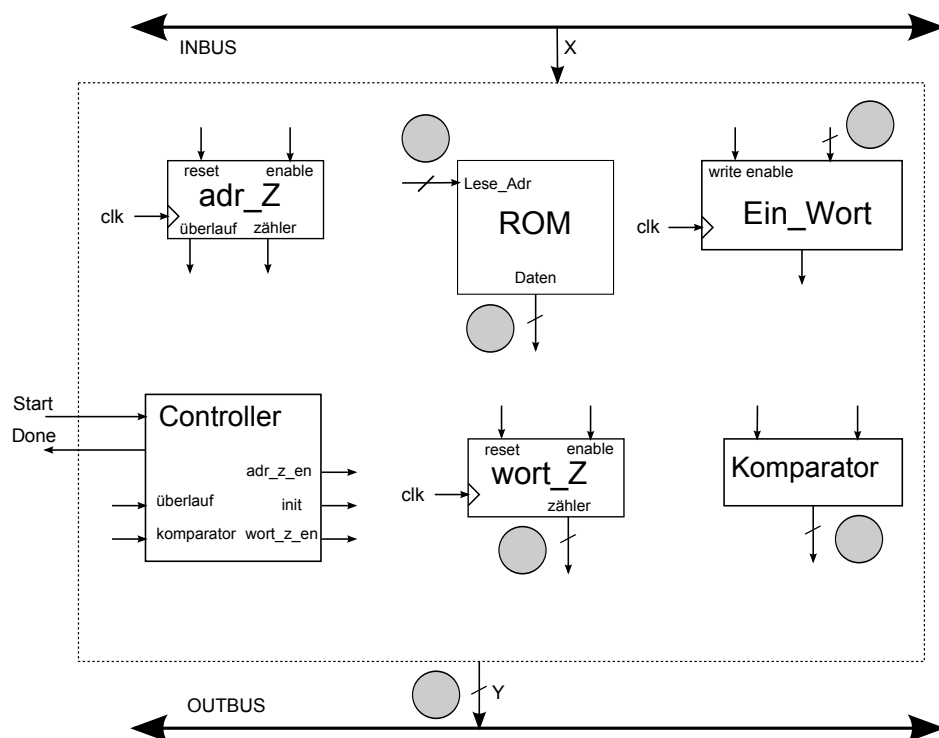 INBUS
X
reset
enable
adr_Z
clk
überlauf
zähler
Lese_Adr
ROM
Daten
write enable
clk
Ein_Wort
Start
Done
Controller
adr_z_en
überlauf
init
komparator
wort_z_en
reset
enable
wort_Z
clk
zähler
Komparator
Y
OUTBUS